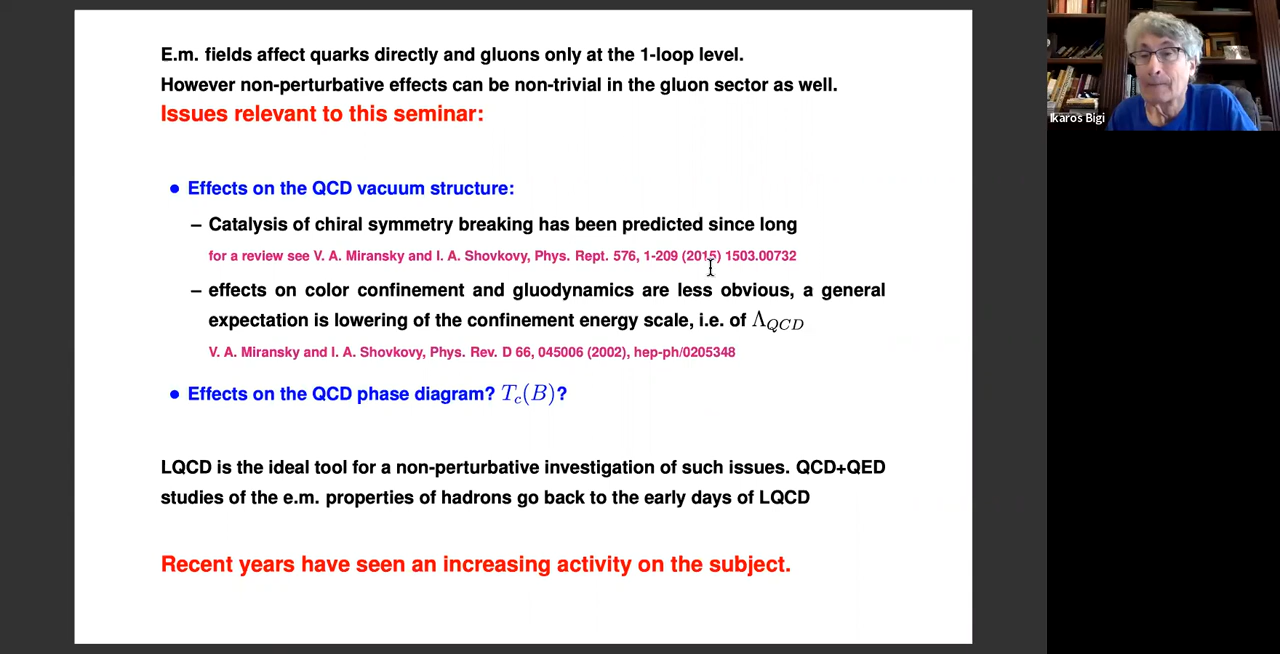 E.m. fields affect quarks directly and gluons only at the 1-loop level.
However non-perturbative effects can be non-trivial in the gluon sector as well.
Issues relevant to this seminar:
● Effects on the QCD vacuum structure:
– Catalysis of chiral symmetry breaking has been predicted since long
for a review see V. A. Miransky and I. A. Shovkovy, Phys. Rept. 576, 1-209 (2015) 1503.00732
– effects on color confinement and gluodynamics are less obvious, a general
expectation is lowering of the confinement energy scale, i.e. of Λ_QCD
V. A. Miransky and I. A. Shovkovy, Phys. Rev. D 66, 045006 (2002), hep-ph/0205348
● Effects on the QCD phase diagram? T_c(B)?
LQCD is the ideal tool for a non-perturbative investigation of such issues. QCD+QED
studies of the e.m. properties of hadrons go back to the early days of LQCD
Recent years have seen an increasing activity on the subject.
Ikaros Bigi